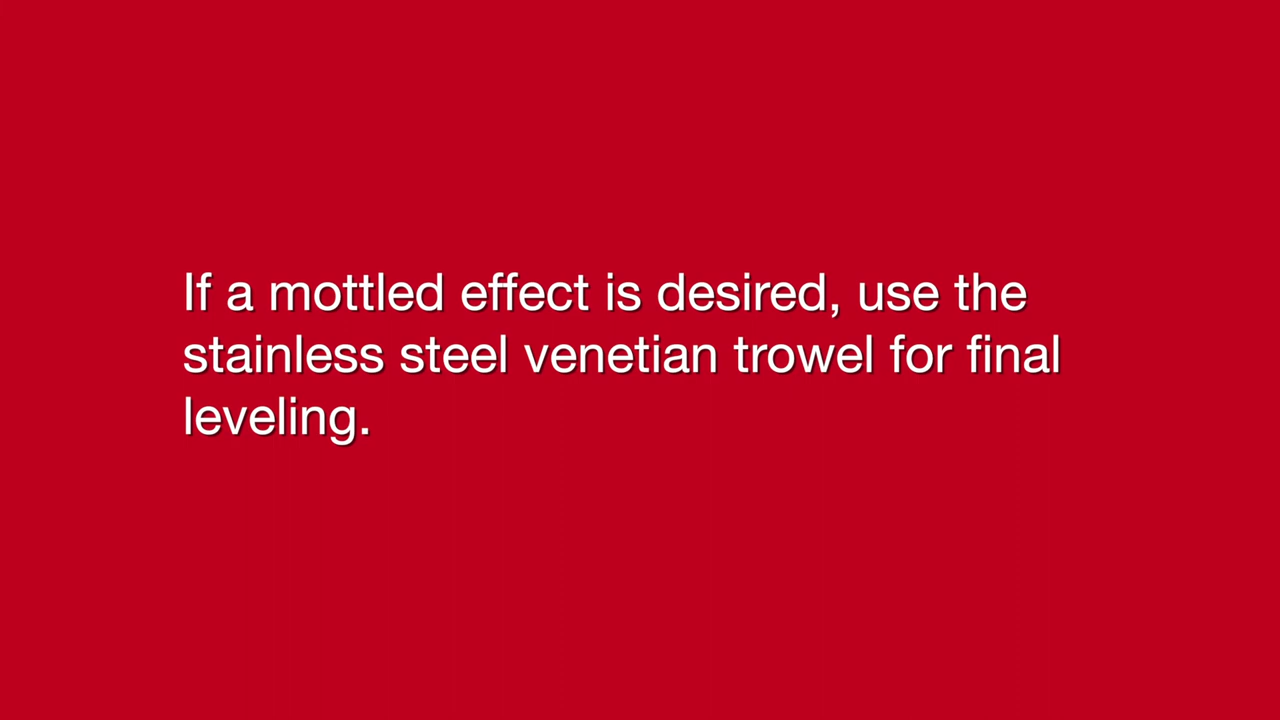 If a mottled effect is desired, use the
stainless steel venetian trowel for final
leveling.